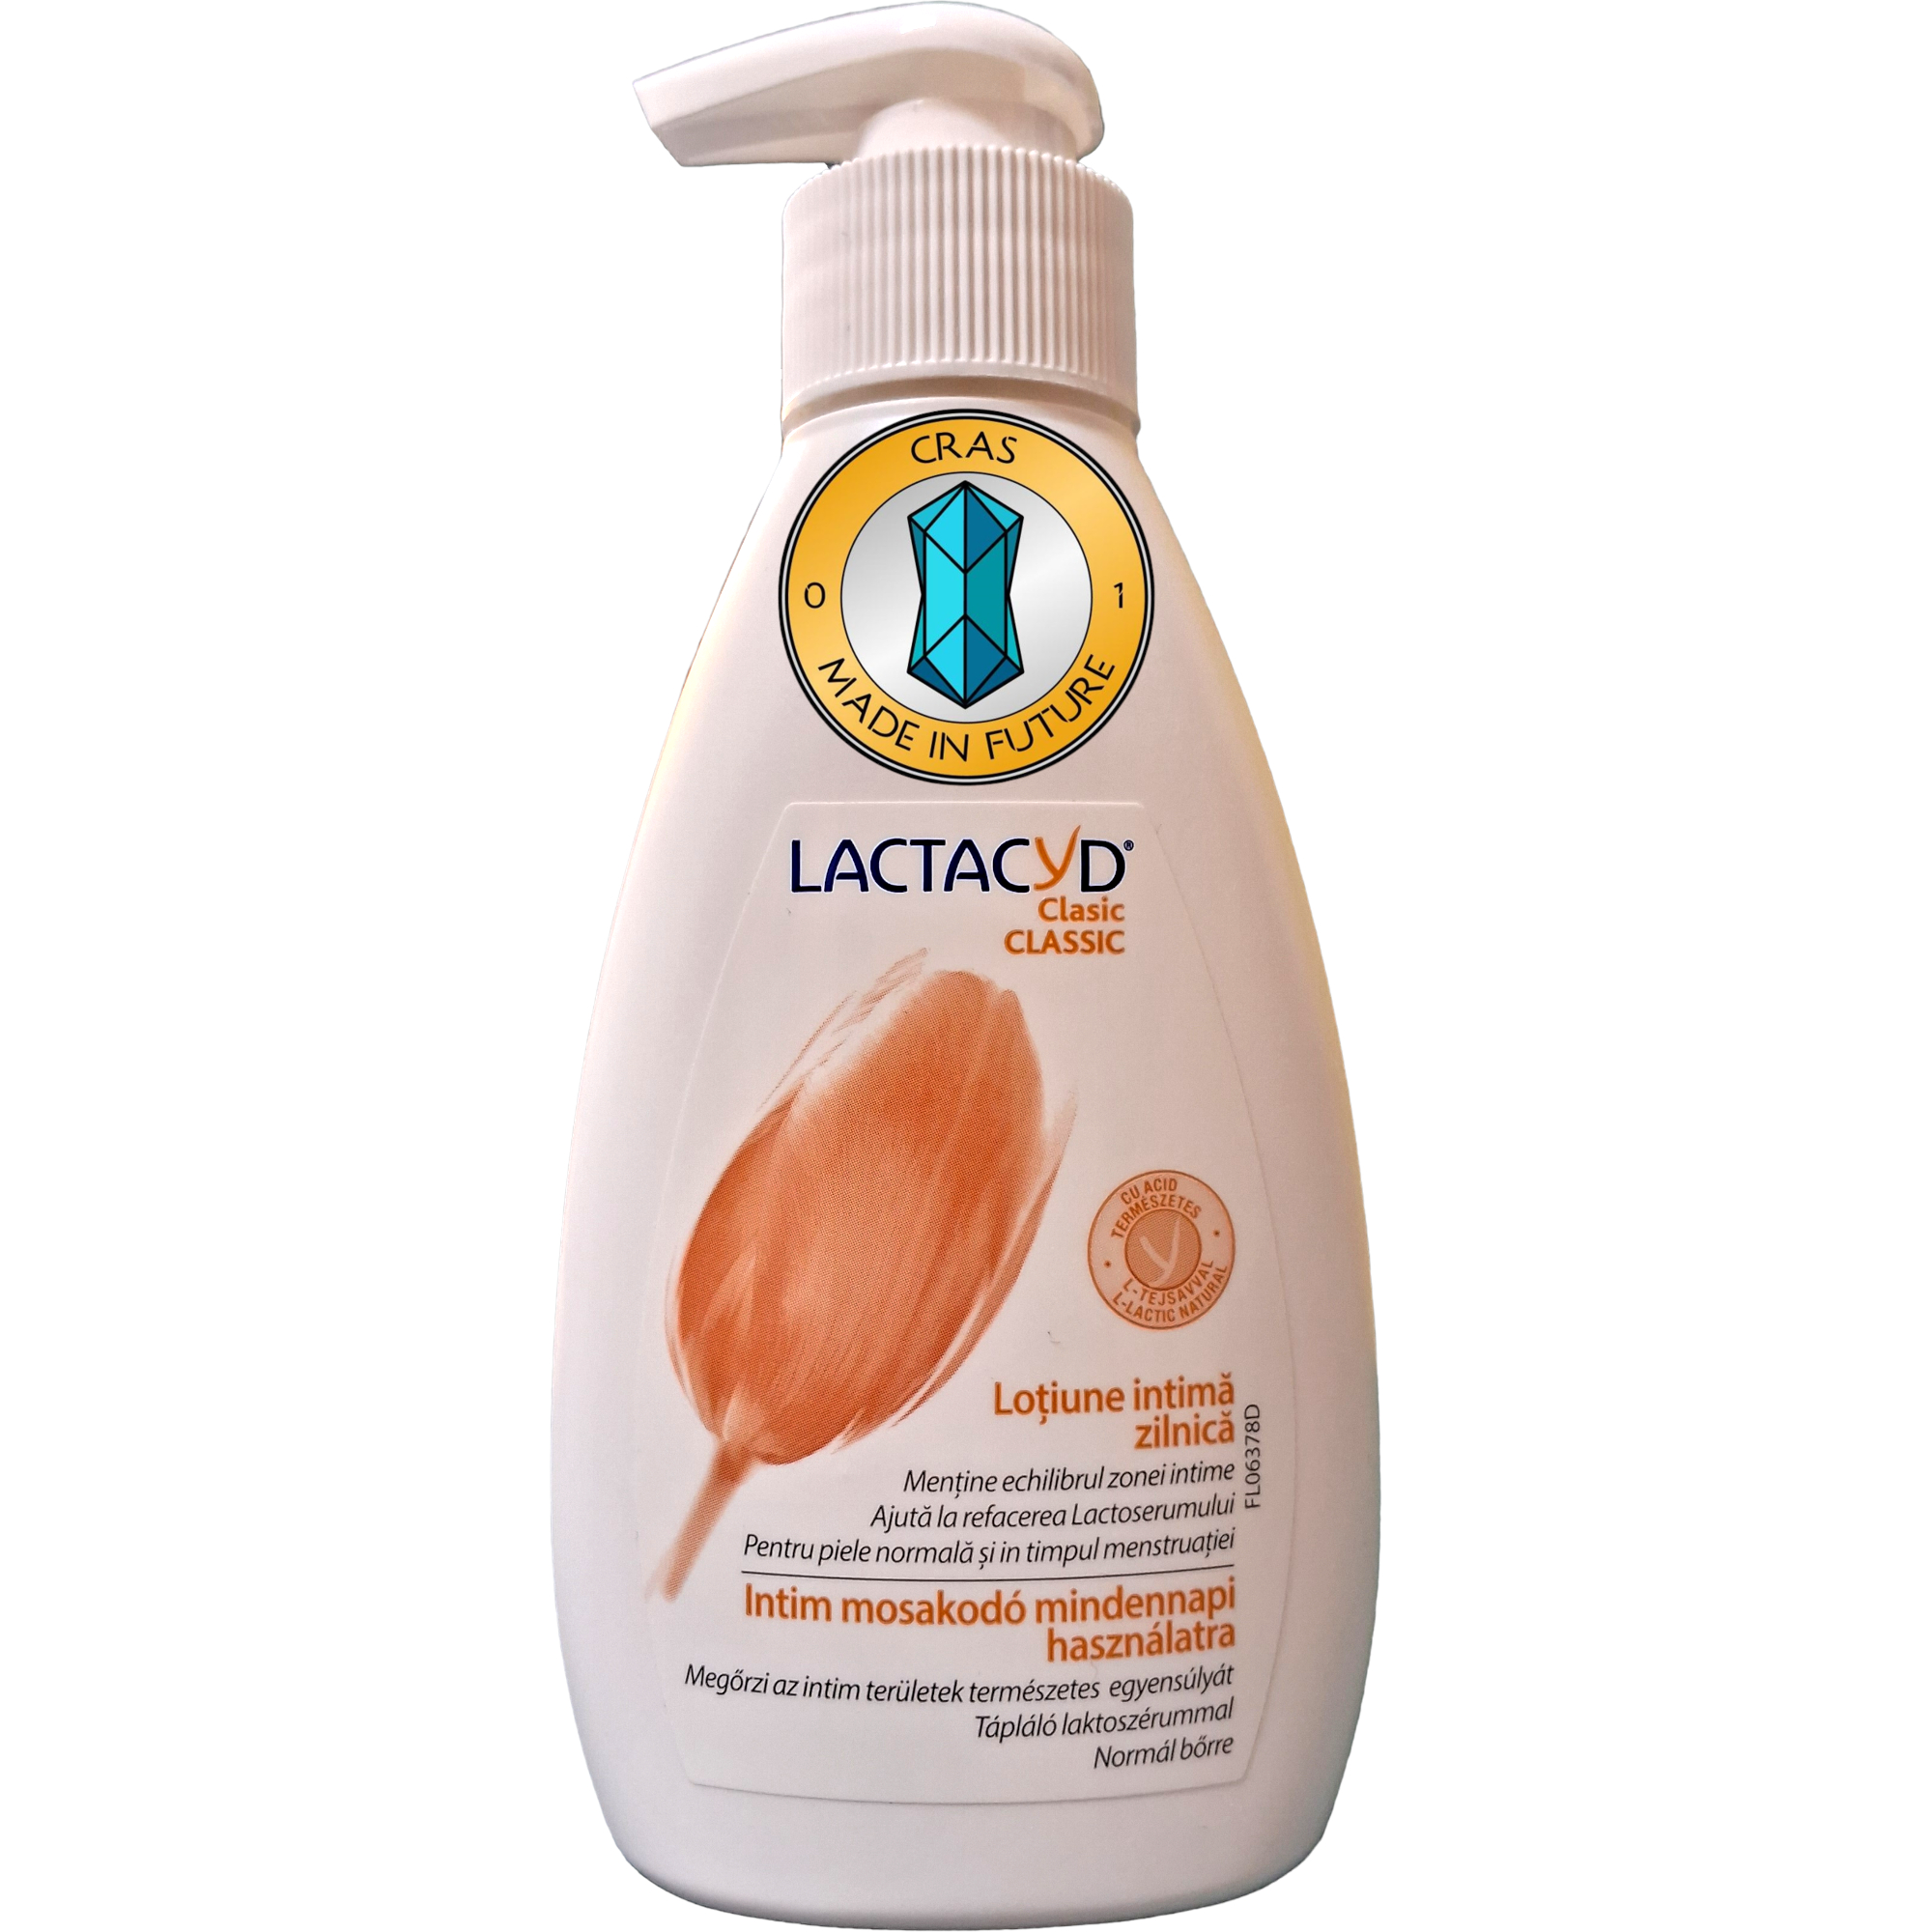 CRAS
0 1
MADE IN FUTURE
LACTACYD®
Clasic
CLASSIC
CU ACID
TERMÉSZETES
L-TEJSAVVAL
L-LACTIC NATURAL
Loțiune intimă
zilnică
Menține echilibrul zonei intime
Ajută la refacerea Lactoserumului
Pentru piele normală și in timpul menstruației
FL06378D
Intim mosakodó mindennapi
használatra
Megőrzi az intim területek természetes egyensúlyát
Tápláló laktoszérummal
Normál bőrre